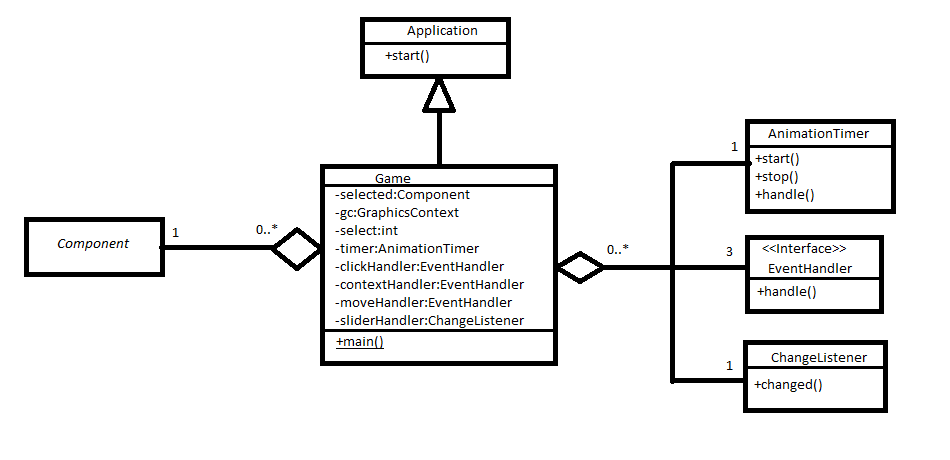 Application
+start()
Game
-selected:Component
-gc:GraphicsContext
-select:int
-timer:AnimationTimer
-clickHandler:EventHandler
-contextHandler:EventHandler
-moveHandler:EventHandler
-sliderHandler:ChangeListener
+main()
Component
1
0..*
0..*
1
AnimationTimer
+start()
+stop()
+handle()
3
<<Interface>>
EventHandler
+handle()
1
ChangeListener
+changed()